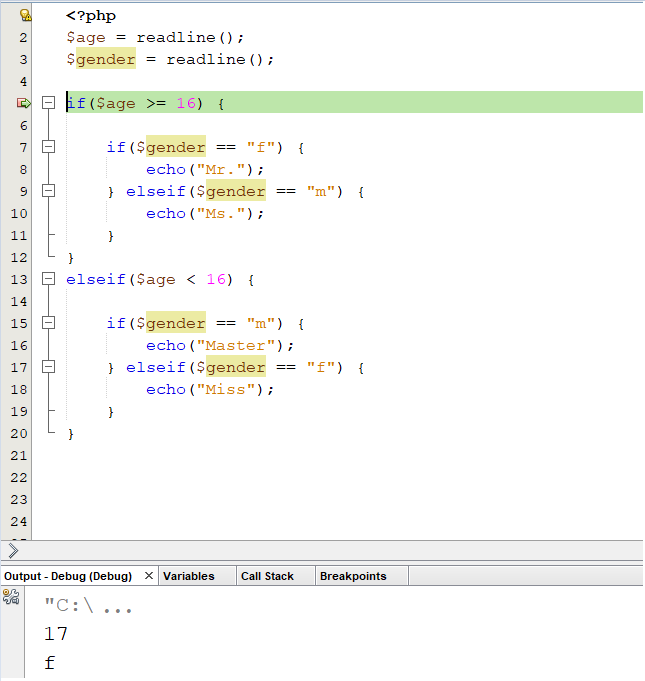 <?php
2 $age = readline();
3 $gender = readline();
4
if($age >= 16) {
6
7 if($gender == "f") {
8 echo("Mr.");
9 } elseif($gender == "m") {
10 echo("Ms.");
11 }
12 }
13 elseif($age < 16) {
14
15 if($gender == "m") {
16 echo("Master");
17 } elseif($gender == "f") {
18 echo("Miss");
19 }
20 }
21
22
23
24
Output - Debug (Debug) × Variables Call Stack Breakpoints
"C:\ ...
17
f